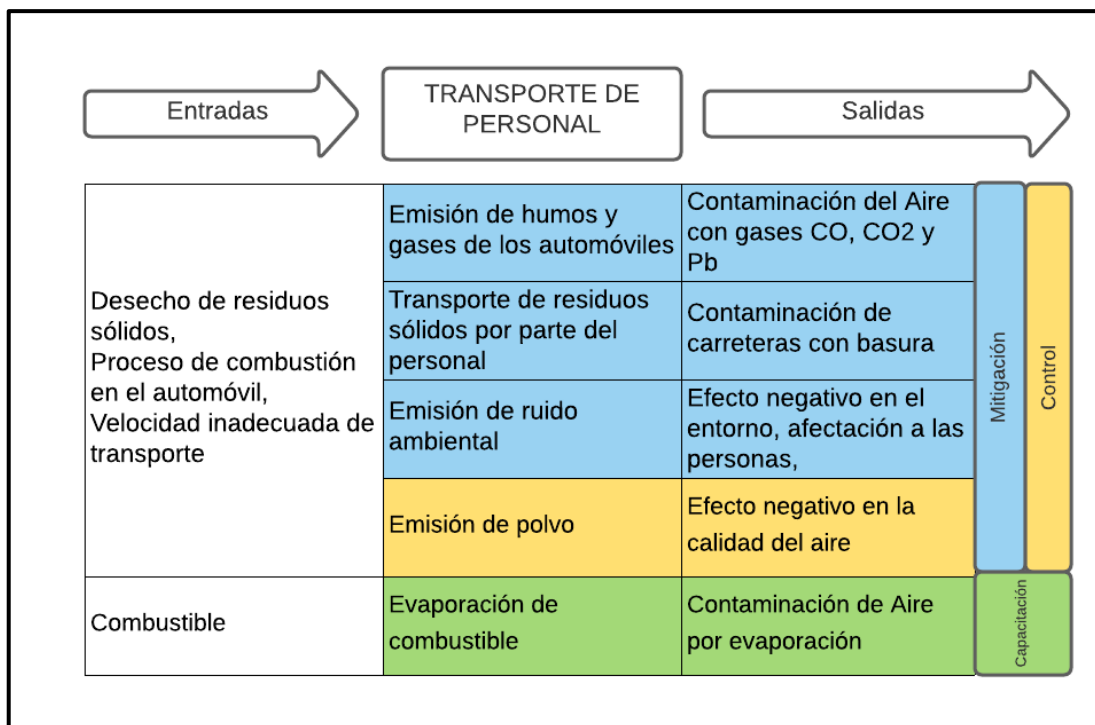 Entradas
TRANSPORTE DE
PERSONAL
Salidas
Desecho de residuos
sólidos,
Proceso de combustión
en el automóvil,
Velocidad inadecuada de
transporte
Emisión de humos y
gases de los automóviles
Contaminación del Aire
con gases CO, CO2 y
Pb
Transporte de residuos
sólidos por parte del
personal
Contaminación de
carreteras con basura
Emisión de ruido
ambiental
Efecto negativo en el
entorno, afectación a las
personas,
Emisión de polvo
Efecto negativo en la
calidad del aire
Mitigación
Control
Combustible
Evaporación de
combustible
Contaminación de Aire
por evaporación
Capacitación